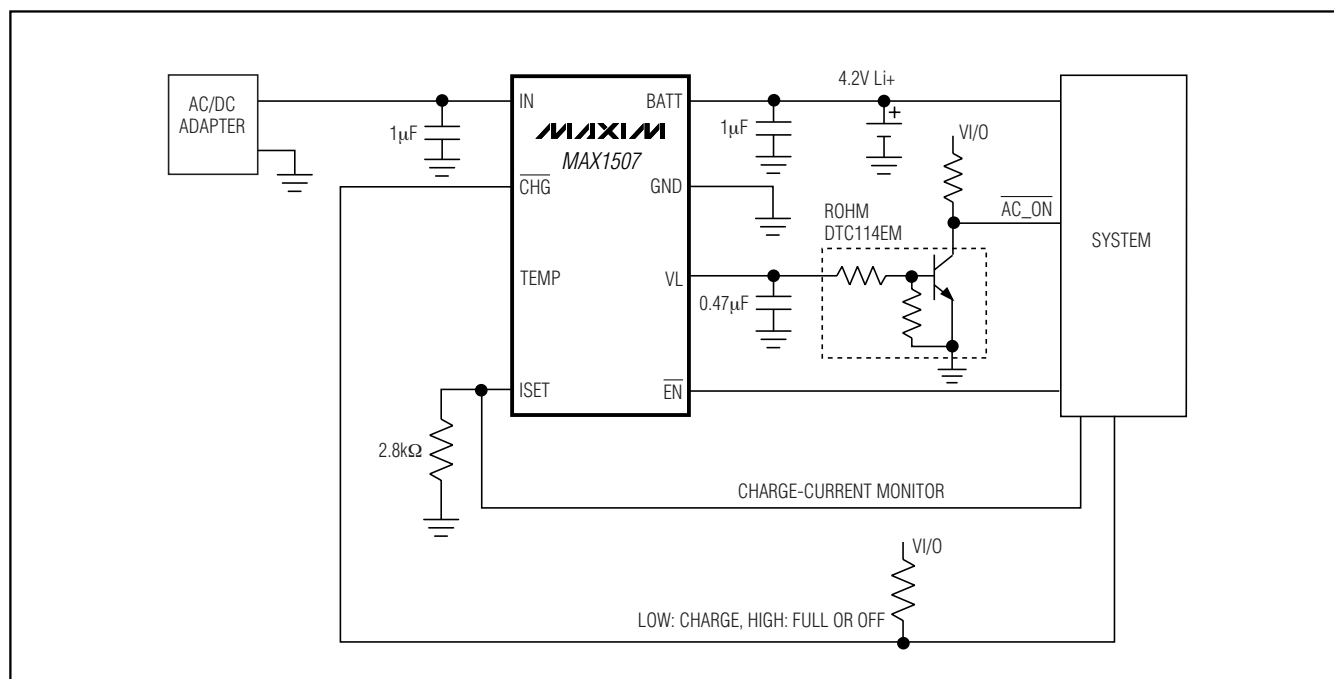 AC/DC
ADAPTER
1μF
IN
BATT
MAXIM
MAX1507
CHG
GND
TEMP
VL
ISET
EN
2.8kΩ
1μF
4.2V Li+
+
VI/O
ROHM
DTC114EM
AC_ON
SYSTEM
0.47μF
CHARGE-CURRENT MONITOR
VI/O
LOW: CHARGE, HIGH: FULL OR OFF